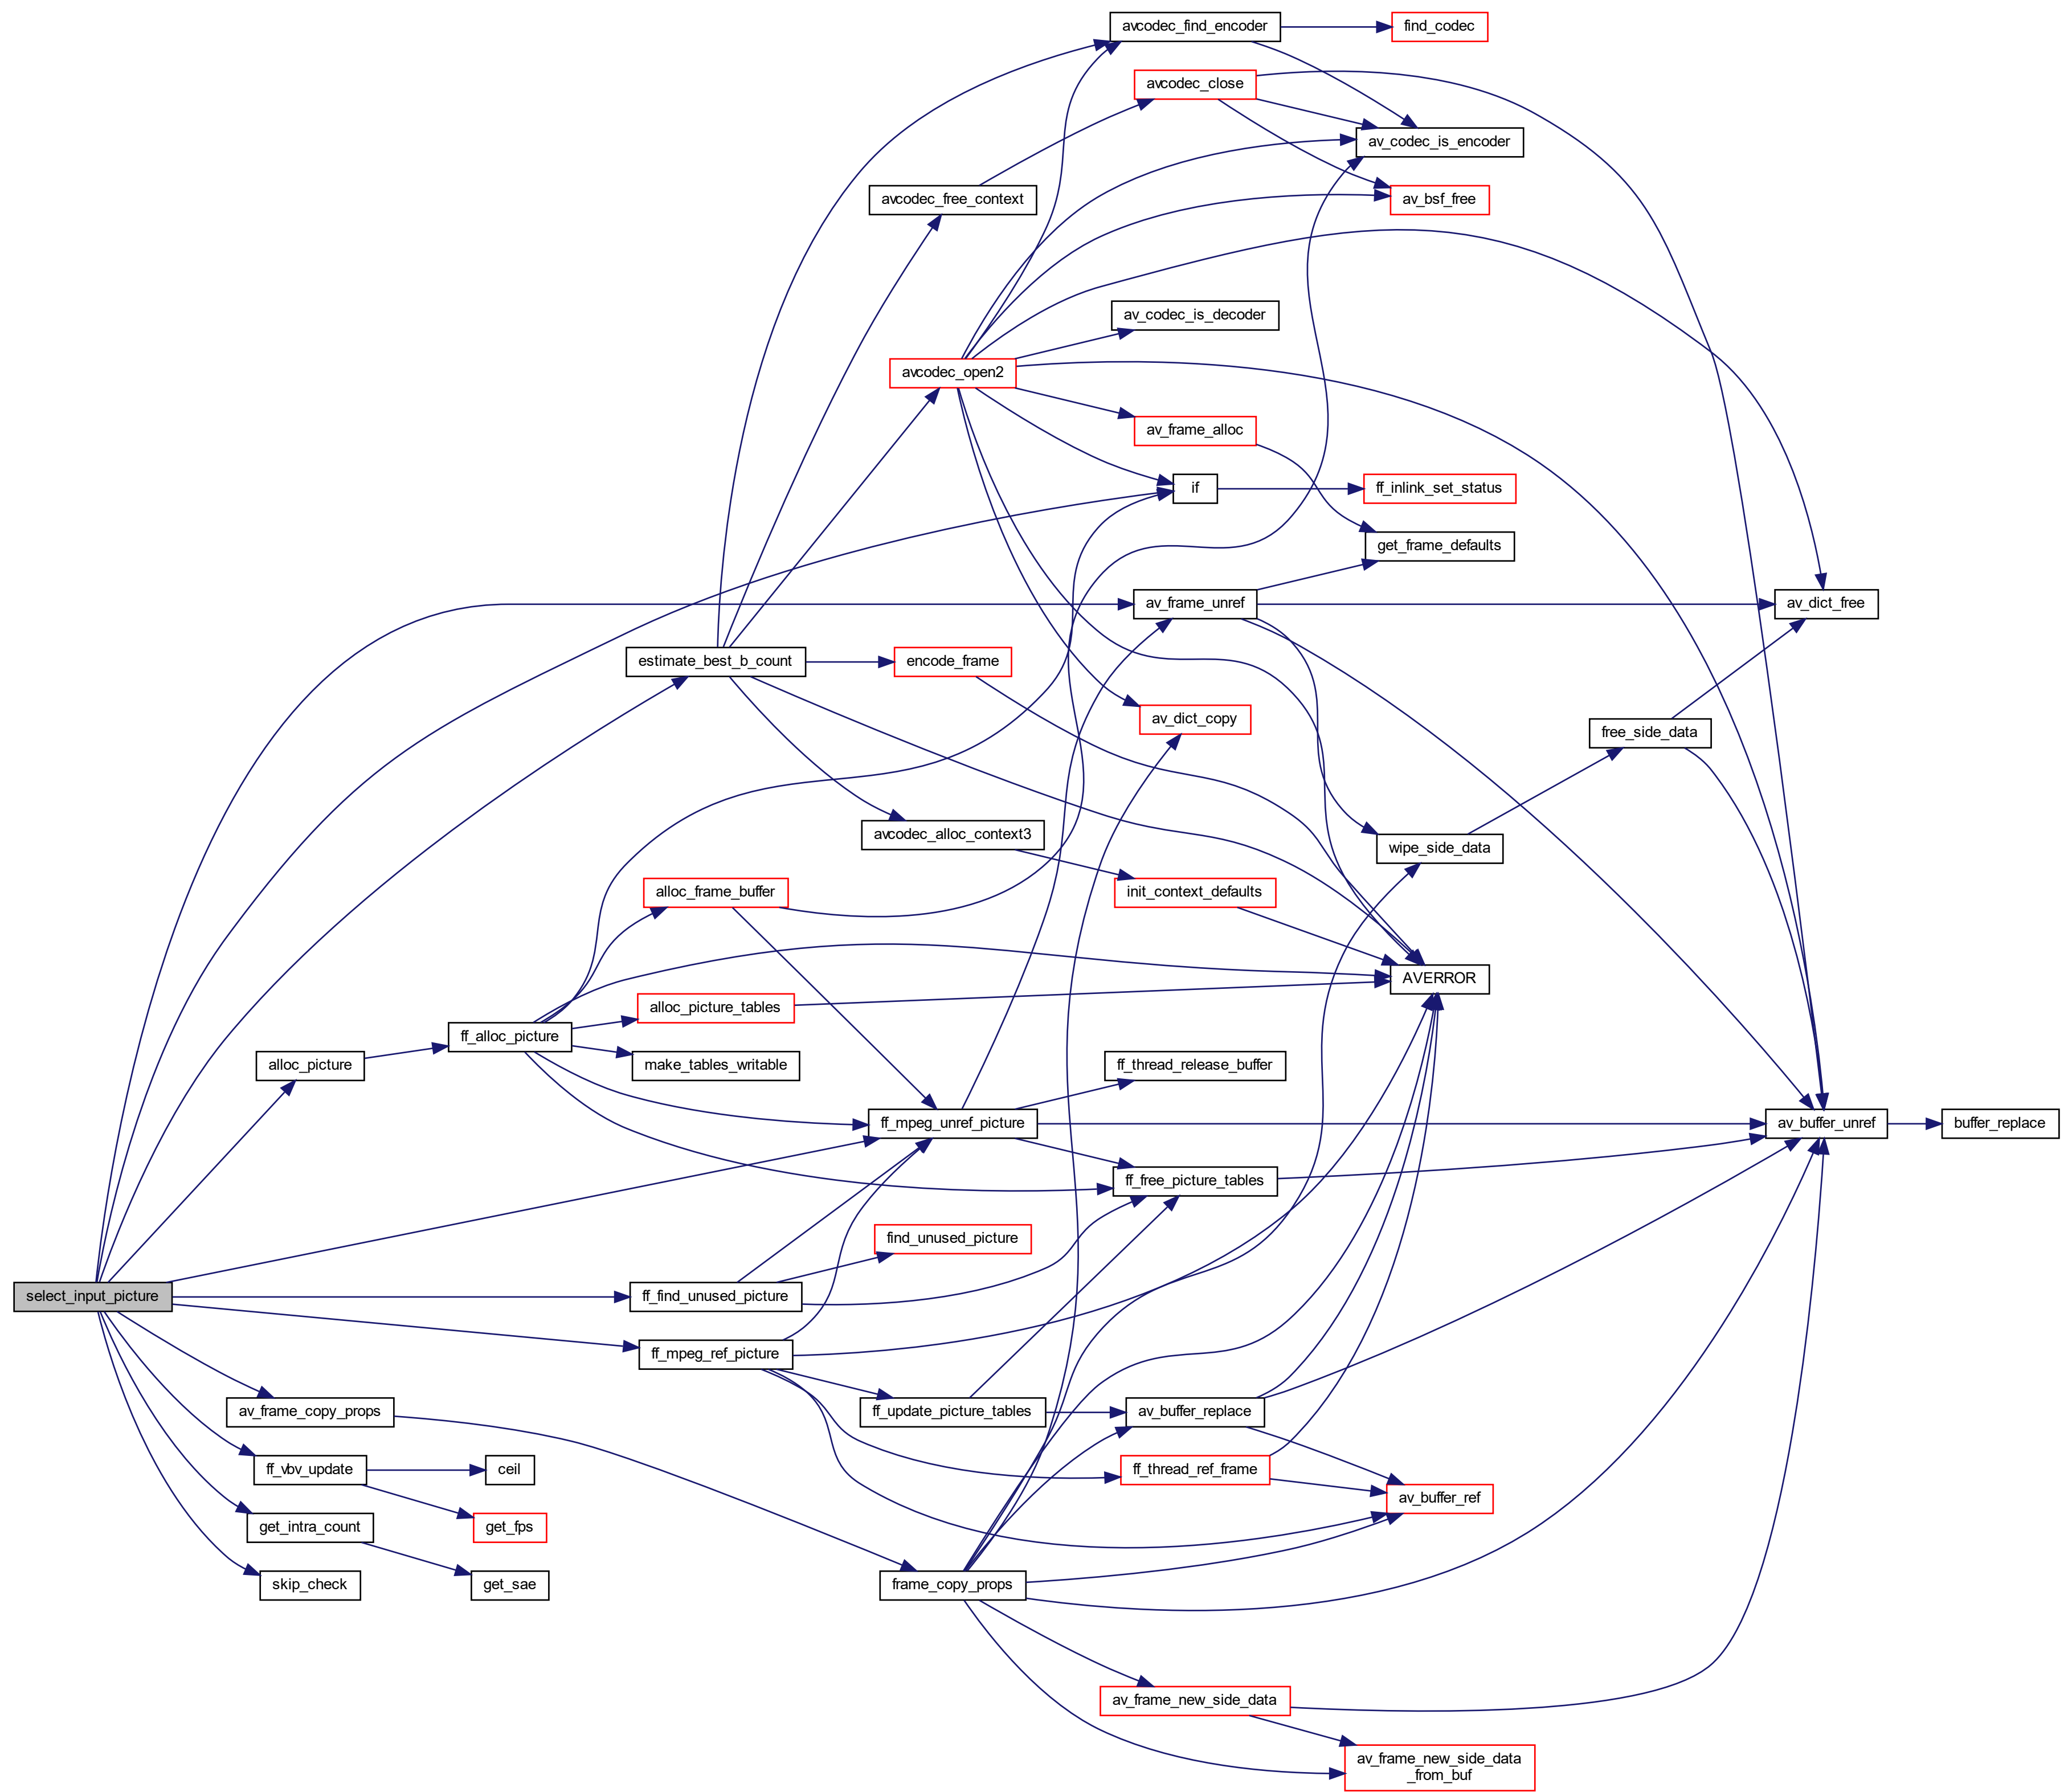 avcodec_find_encoder
find_codec
avcodec_close
av_codec_is_encoder
avcodec_free_context
av_bsf_free
av_codec_is_decoder
avcodec_open2
av_frame_alloc
if
ff_inlink_set_status
get_frame_defaults
av_frame_unref
av_dict_free
estimate_best_b_count
encode_frame
av_dict_copy
free_side_data
avcodec_alloc_context3
wipe_side_data
alloc_frame_buffer
init_context_defaults
AVERROR
alloc_picture_tables
ff_alloc_picture
alloc_picture
make_tables_writable
ff_thread_release_buffer
ff_mpeg_unref_picture
av_buffer_unref
buffer_replace
ff_free_picture_tables
find_unused_picture
select_input_picture
ff_find_unused_picture
ff_mpeg_ref_picture
av_frame_copy_props
ff_update_picture_tables
av_buffer_replace
ff_vbv_update
ceil
ff_thread_ref_frame
av_buffer_ref
get_intra_count
get_fps
skip_check
get_sae
frame_copy_props
av_frame_new_side_data
av_frame_new_side_data
_from_buf